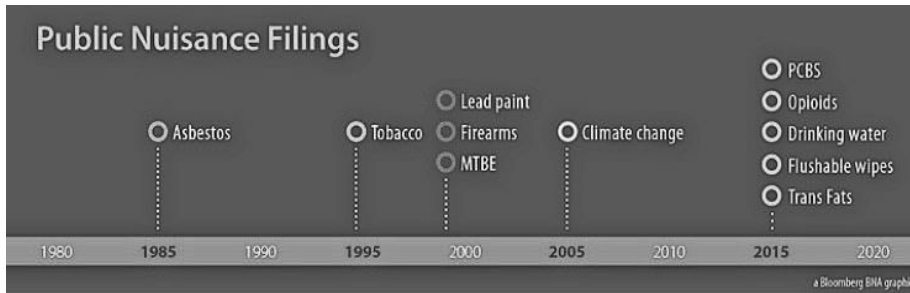 Public Nuisance Filings
PCBS
Lead paint
Opioids
Asbestos
Tobacco
Firearms
Climate change
Drinking water
MTBE
Flushable wipes
Trans Fats
1980 1985 1990 1995 2000 2005 2010 2015 2020
a Bloomberg BNA graphi